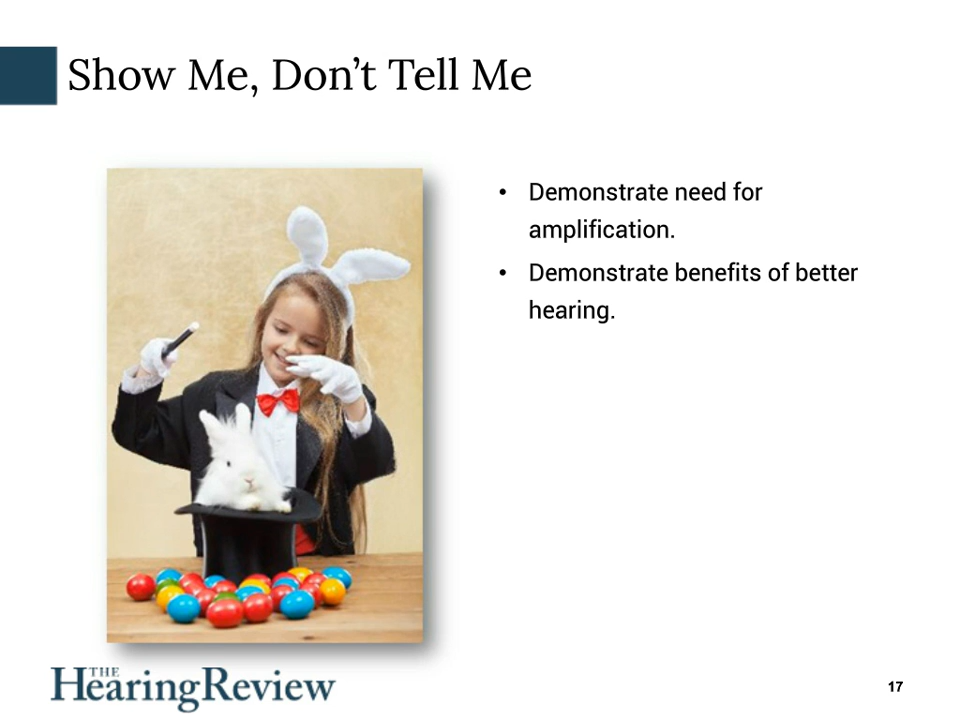 Show Me, Don’t Tell Me
• Demonstrate need for
amplification.
• Demonstrate benefits of better
hearing.
THE
HearingReview
17